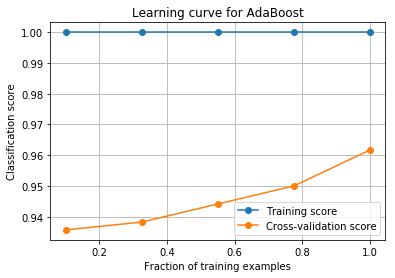 Learning curve for AdaBoost
Classification score
1.00
0.99
0.98
0.97
0.96
0.95
0.94
Training score
Cross-validation score
0.2
0.4
0.6
0.8
1.0
Fraction of training examples